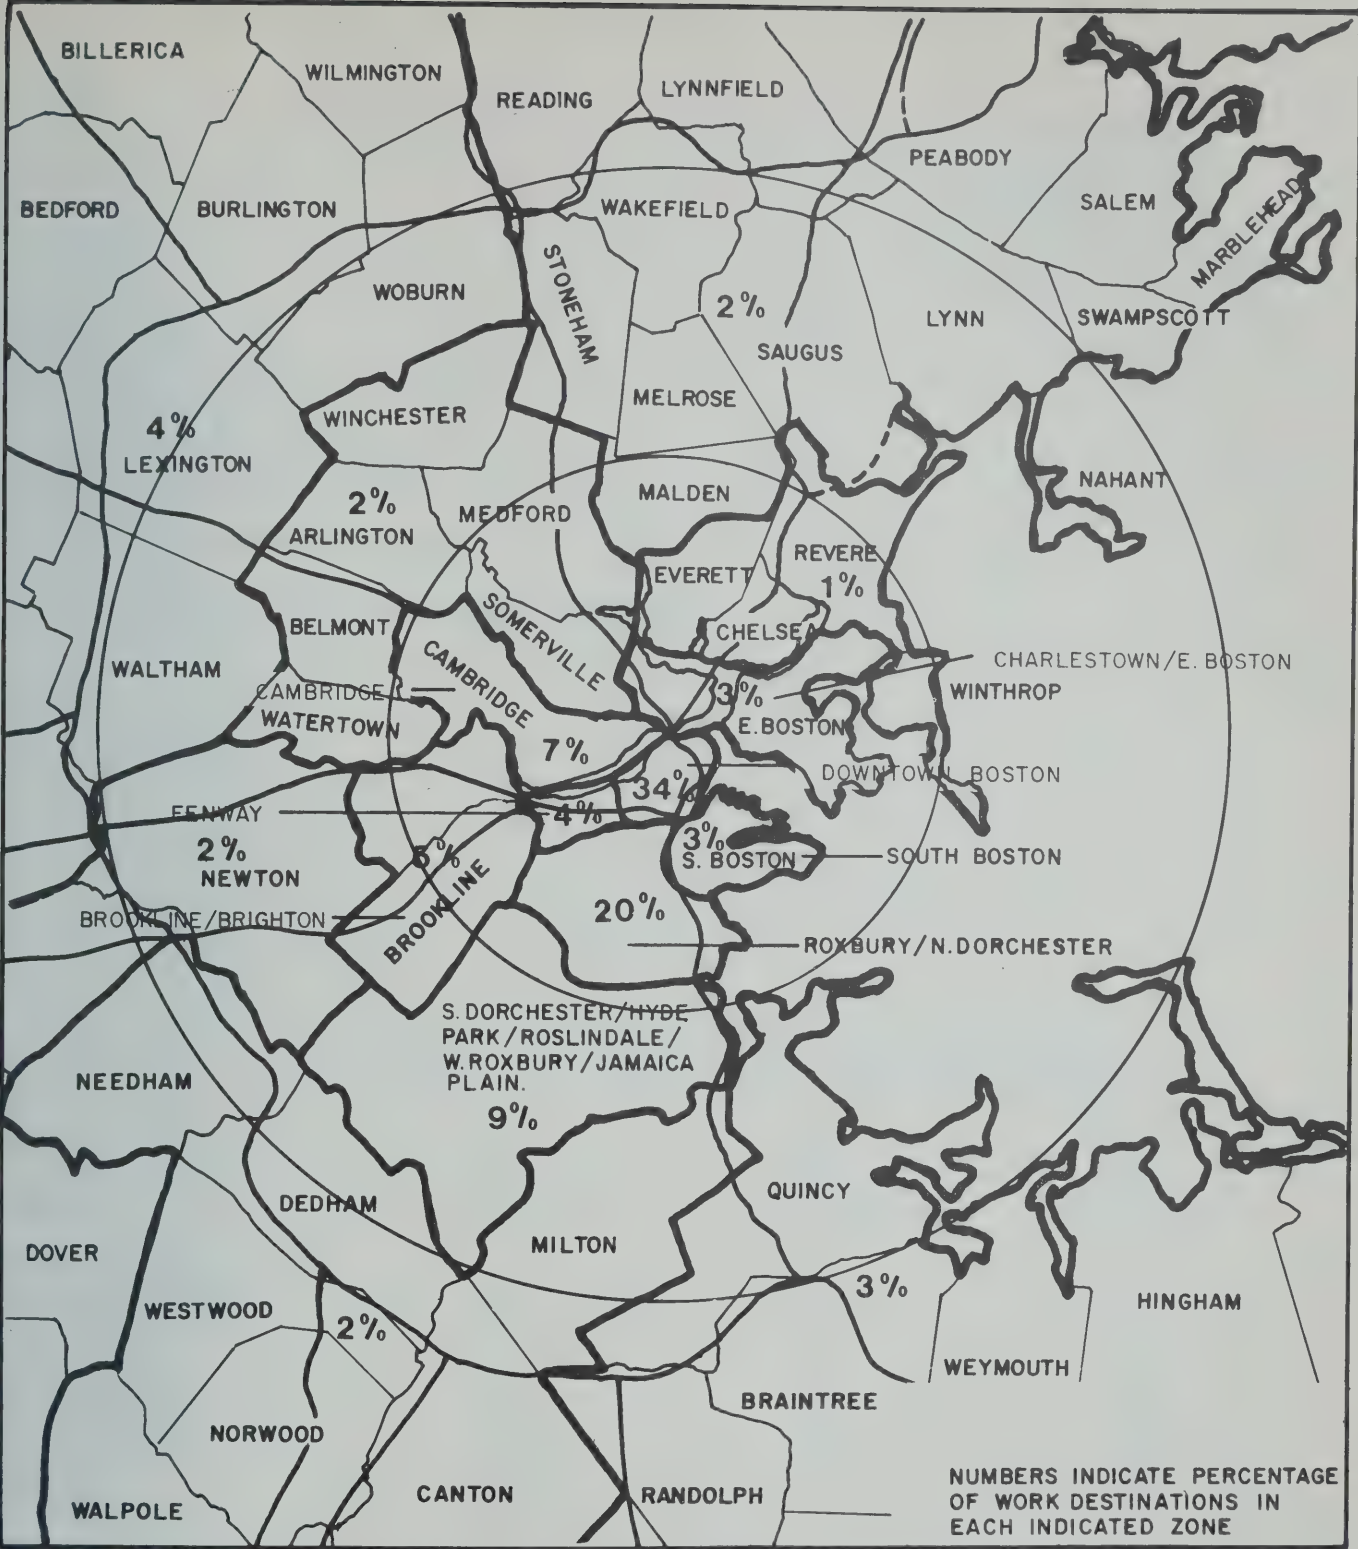 BILLERICA
WILMINGTON
READING
LYNNFIELD
PEABODY
BEDFORD
BURLINGTON
WAKEFIELD
SALEM
MARBLEHEAD
STONEHAM
WOBURN
2%
SAUGUS
LYNN
SWAMPSCOTT
MELROSE
WINCHESTER
4%
LEXINGTON
NAHANT
MALDEN
2%
ARLINGTON
MEDFORD
REVERE
1%
EVERETT
SOMERVILLE
BELMONT
CHELSEA
CHARLESTOWN/E. BOSTON
WALTHAM
CAMBRIDGE
CAMBRIDGE
3%
WINTHROP
WATERTOWN
E. BOSTON
7%
DOWNTOWN BOSTON
34%
FENWAY
4%
3%
S. BOSTON
SOUTH BOSTON
2%
NEWTON
5%
BROOKLINE
20%
BROOKLINE/BRIGHTON
ROXBURY/N. DORCHESTER
S. DORCHESTER/HYDE
PARK/ROSLINDALE/
W. ROXBURY/JAMAICA
PLAIN.
9%
NEEDHAM
QUINCY
DEDHAM
MILTON
DOVER
3%
HINGHAM
WESTWOOD
2%
WEYMOUTH
BRAINTREE
NORWOOD
CANTON
RANDOLPH
WALPOLE
NUMBERS INDICATE PERCENTAGE
OF WORK DESTINATIONS IN
EACH INDICATED ZONE